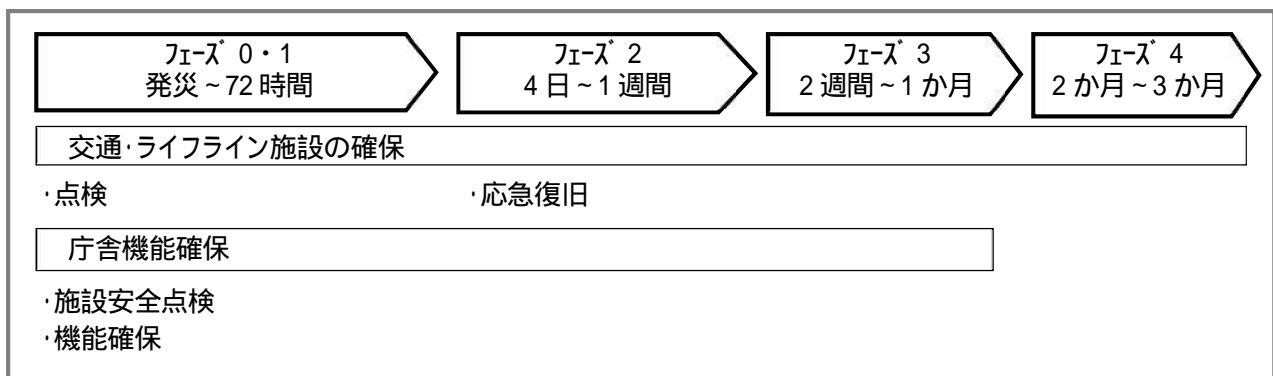 ﾌｪｰｽﾞ 0・1
発災～72 時間
ﾌｪｰｽﾞ 2
4 日～1 週間
ﾌｪｰｽﾞ 3
2 週間～1 か月
ﾌｪｰｽﾞ 4
2 か月～3 か月
交通･ライフライン施設の確保
･点検
･応急復旧
庁舎機能確保
･施設安全点検
･機能確保